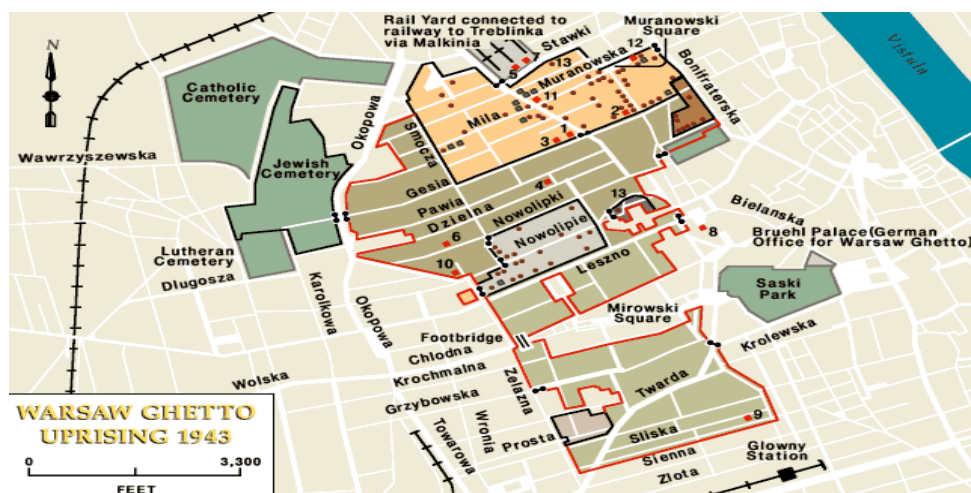 Rail Yard connected to
railway to Treblinka
via Malkinia
Muranowski
Square
N
Stawki
Vistula
Catholic
Cemetery
Okopowa
Muranowska
Bonifraterska
12
13
5
7
11
Mila
Smocza
1
2
3
Wawrzyszewska
Jewish
Cemetery
Gesia
Pawia
Dzielna
4
Nowolipki
13
Nowolipie
Bielanska
Bruehl Palace(German
Office for Warsaw Ghetto)
8
6
10
Leszno
Lutheran
Cemetery
Dlugosza
Karolkowa
Okopowa
Saski
Park
Mirowski
Square
Footbridge
Chlodna
Krolewska
Wolska
Krochmalna
Grzybowska
Zelazna
Twarda
Towarowa
Wronia
Prosta
9
Sliska
Sienna
Zlota
Glowny
Station
WARSAW GHETTO
UPRISING 1943
0 3,300
FEET